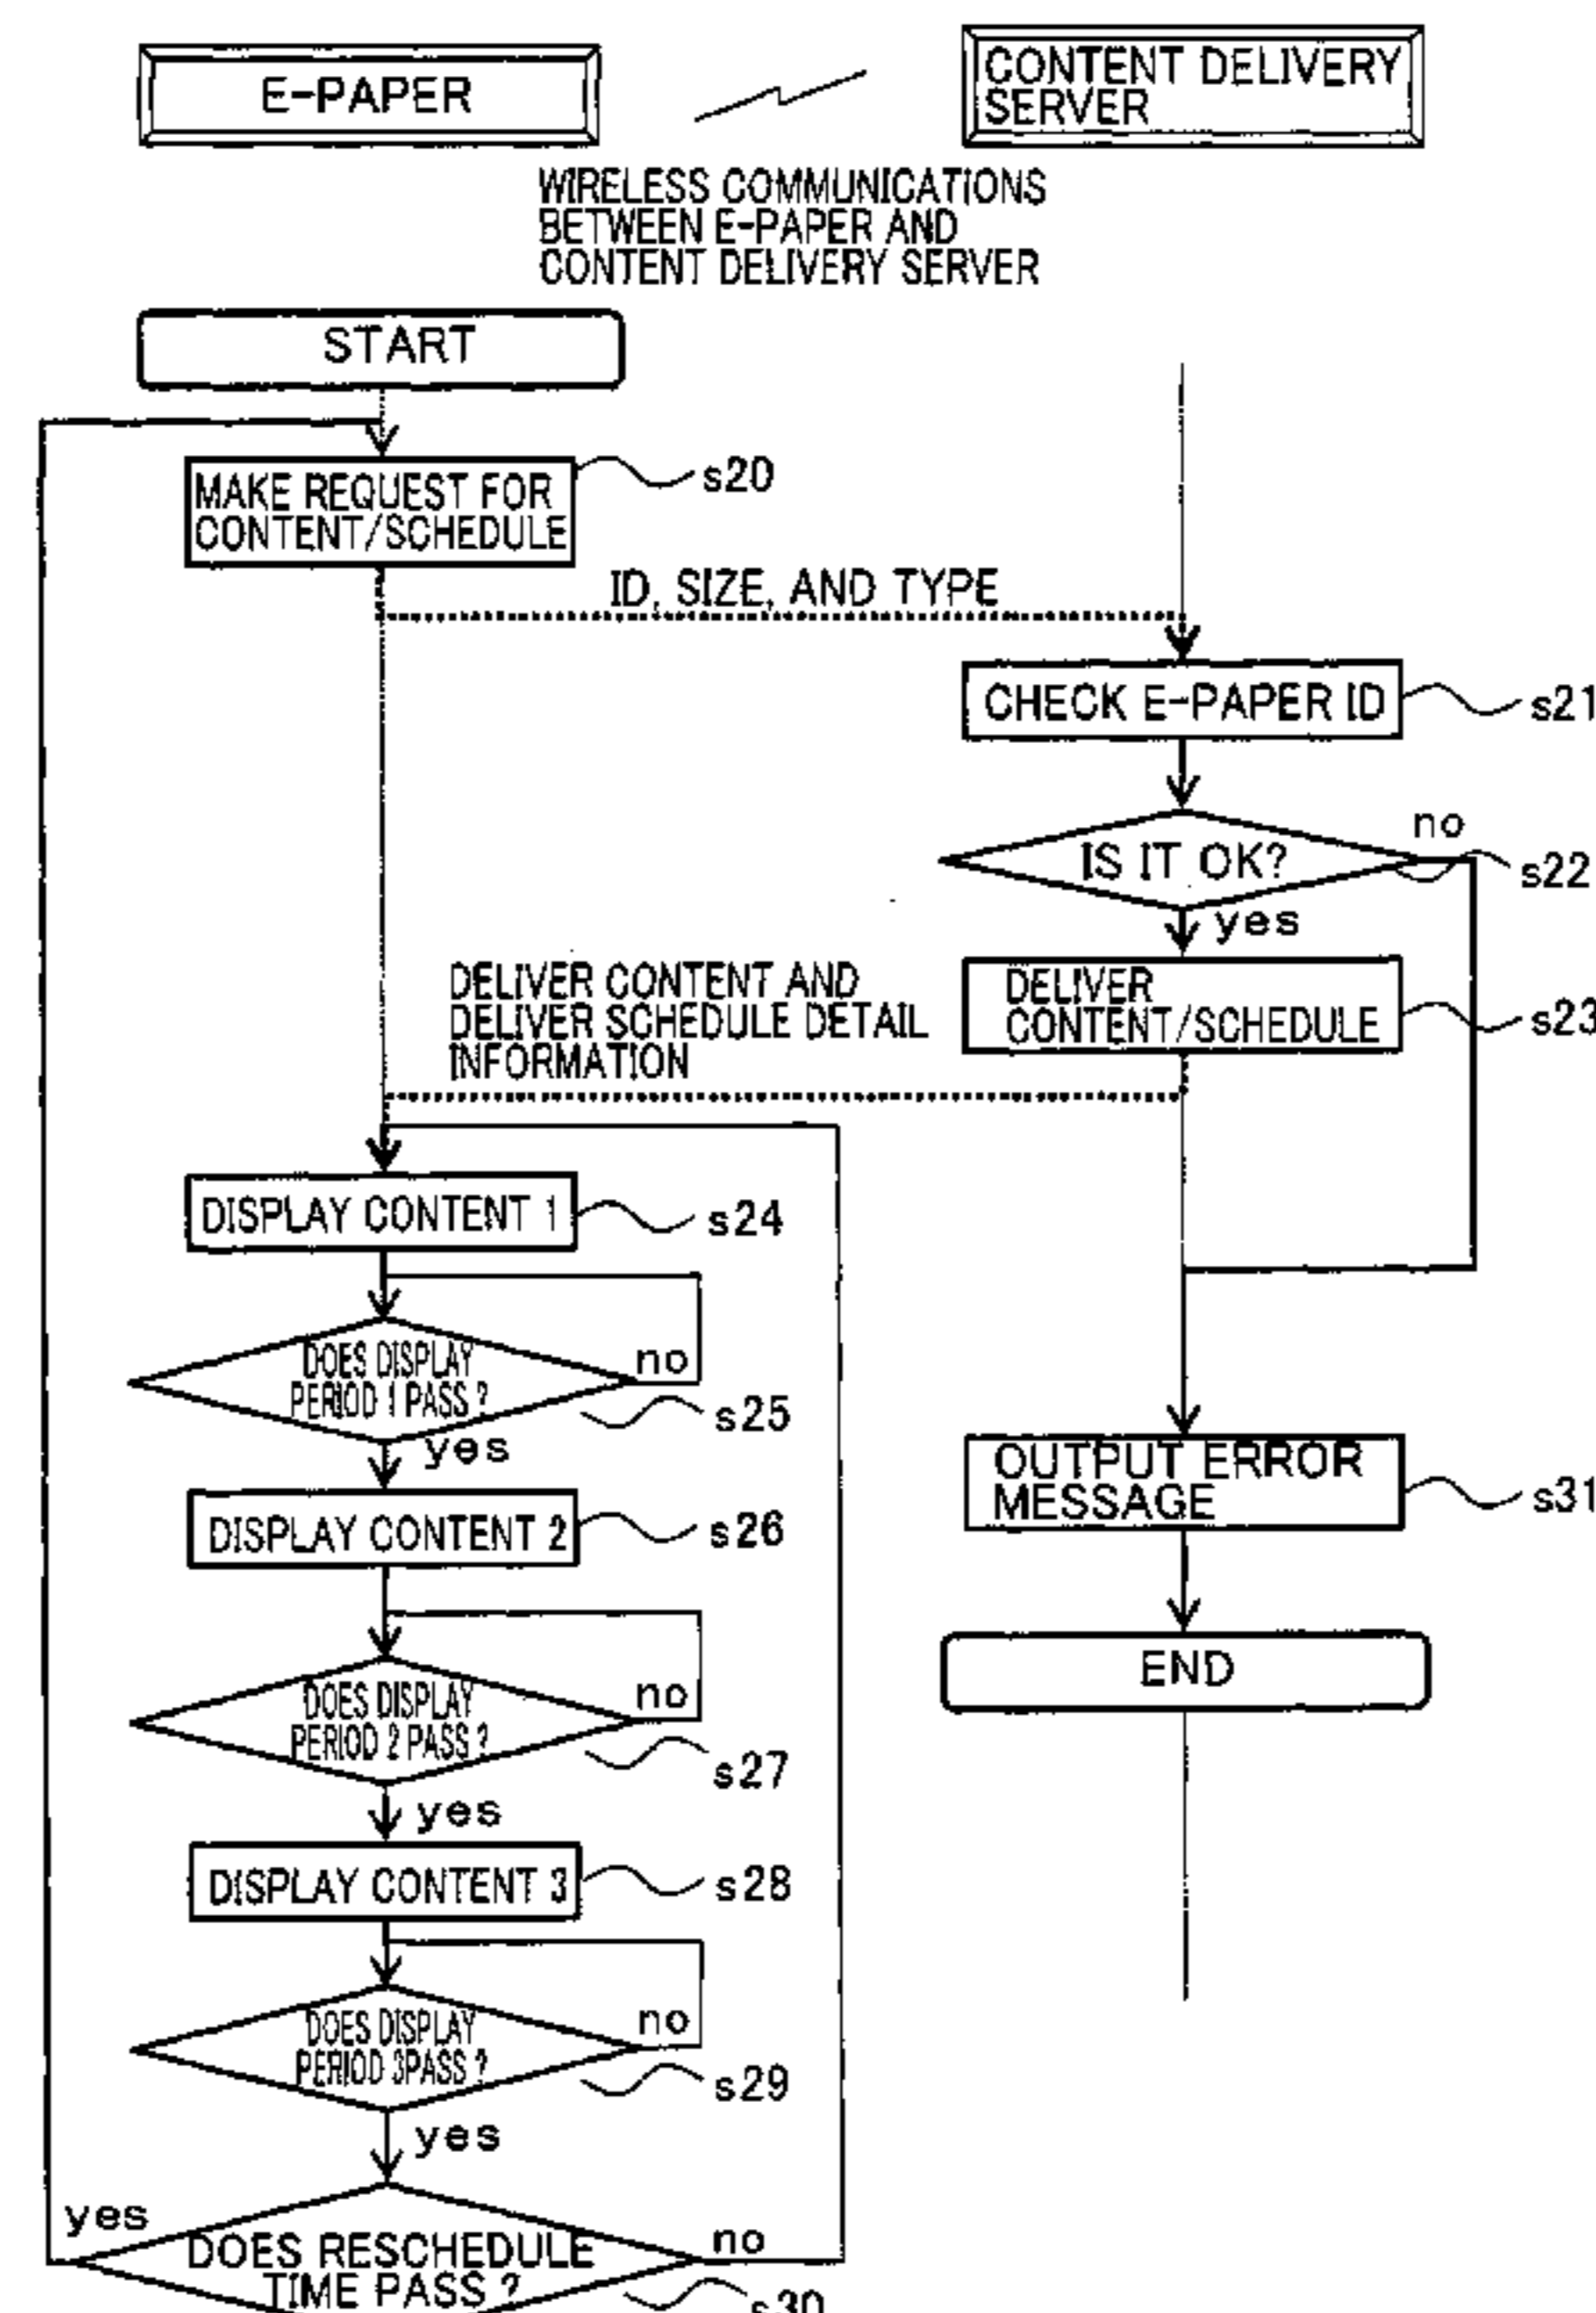 E-PAPER
CONTENT DELIVERY
SERVER
WIRELESS COMMUNICATIONS
BETWEEN E-PAPER AND
CONTENT DELIVERY SERVER
START
MAKE REQUEST FOR
CONTENT/SCHEDULE
s20
ID, SIZE, AND TYPE
CHECK E-PAPER ID
s21
IS IT OK?
no
s22
yes
DELIVER CONTENT AND
DELIVER SCHEDULE DETAIL
INFORMATION
DELIVER
CONTENT/SCHEDULE
s23
DISPLAY CONTENT 1
s24
DOES DISPLAY
PERIOD 1 PASS ?
no
s25
yes
OUTPUT ERROR
MESSAGE
s31
DISPLAY CONTENT 2
s26
END
DOES DISPLAY
PERIOD 2 PASS ?
no
s27
yes
DISPLAY CONTENT 3
s28
DOES DISPLAY
PERIOD 3PASS ?
no
s29
yes
yes
DOES RESCHEDULE
TIME PASS ?
no
s30